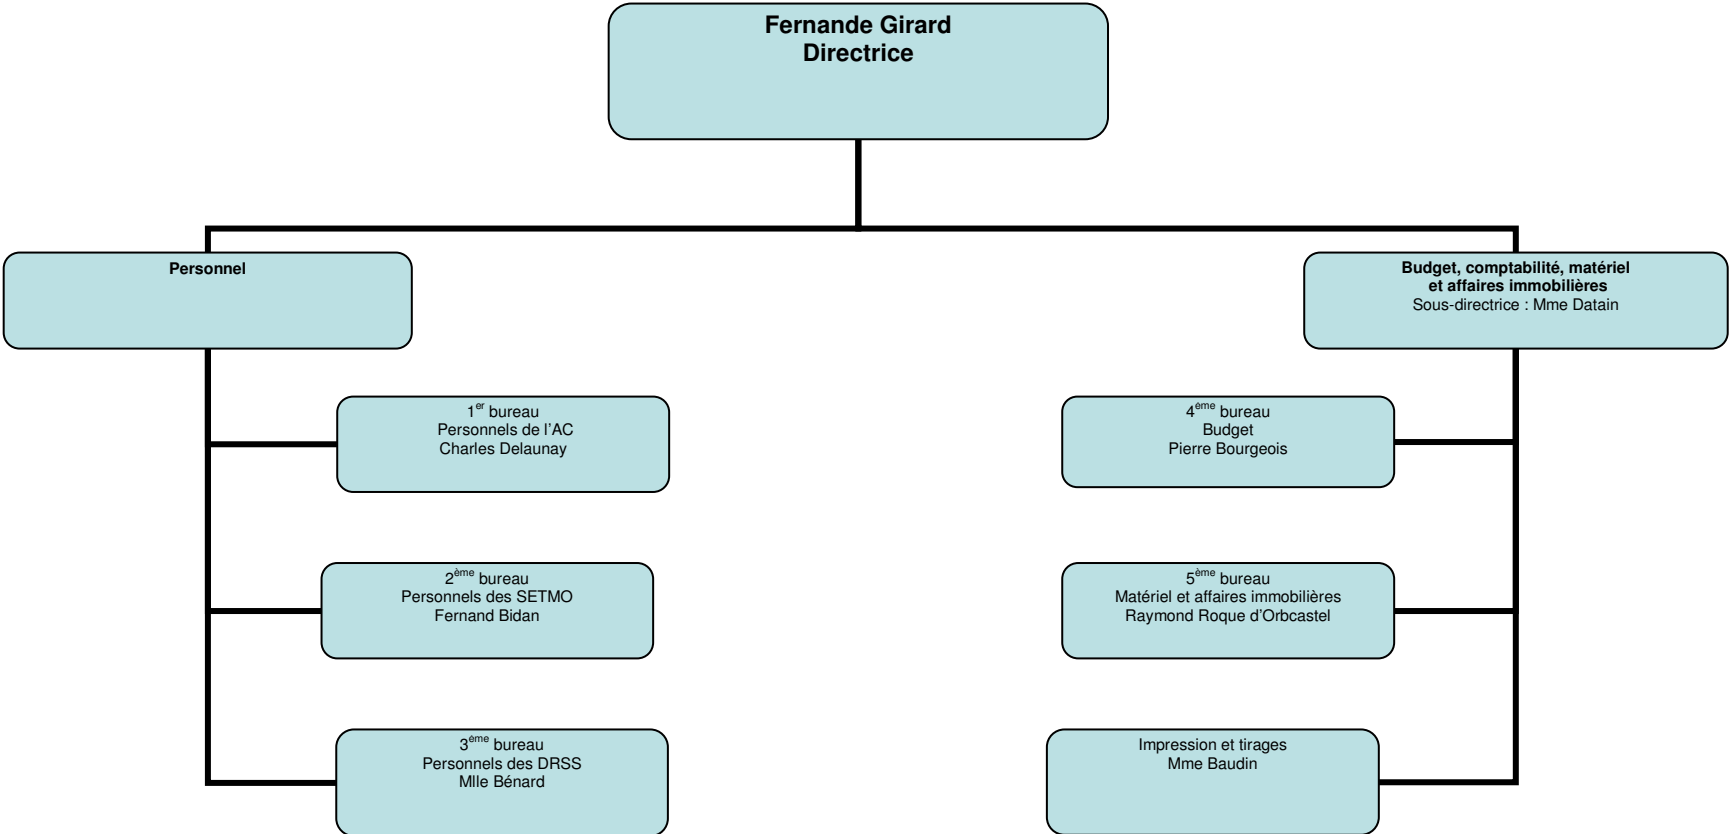 Fernande Girard
Directrice
Personnel
Budget, comptabilité, matériel
et affaires immobilières
Sous-directrice : Mme Datain
1er bureau
Personnels de l'AC
Charles Delaunay
4ème bureau
Budget
Pierre Bourgeois
2ème bureau
Personnels des SETMO
Fernand Bidan
5ème bureau
Matériel et affaires immobilières
Raymond Roque d'Orbcastel
3ème bureau
Personnels des DRSS
Mlle Bénard
Impression et tirages
Mme Baudin